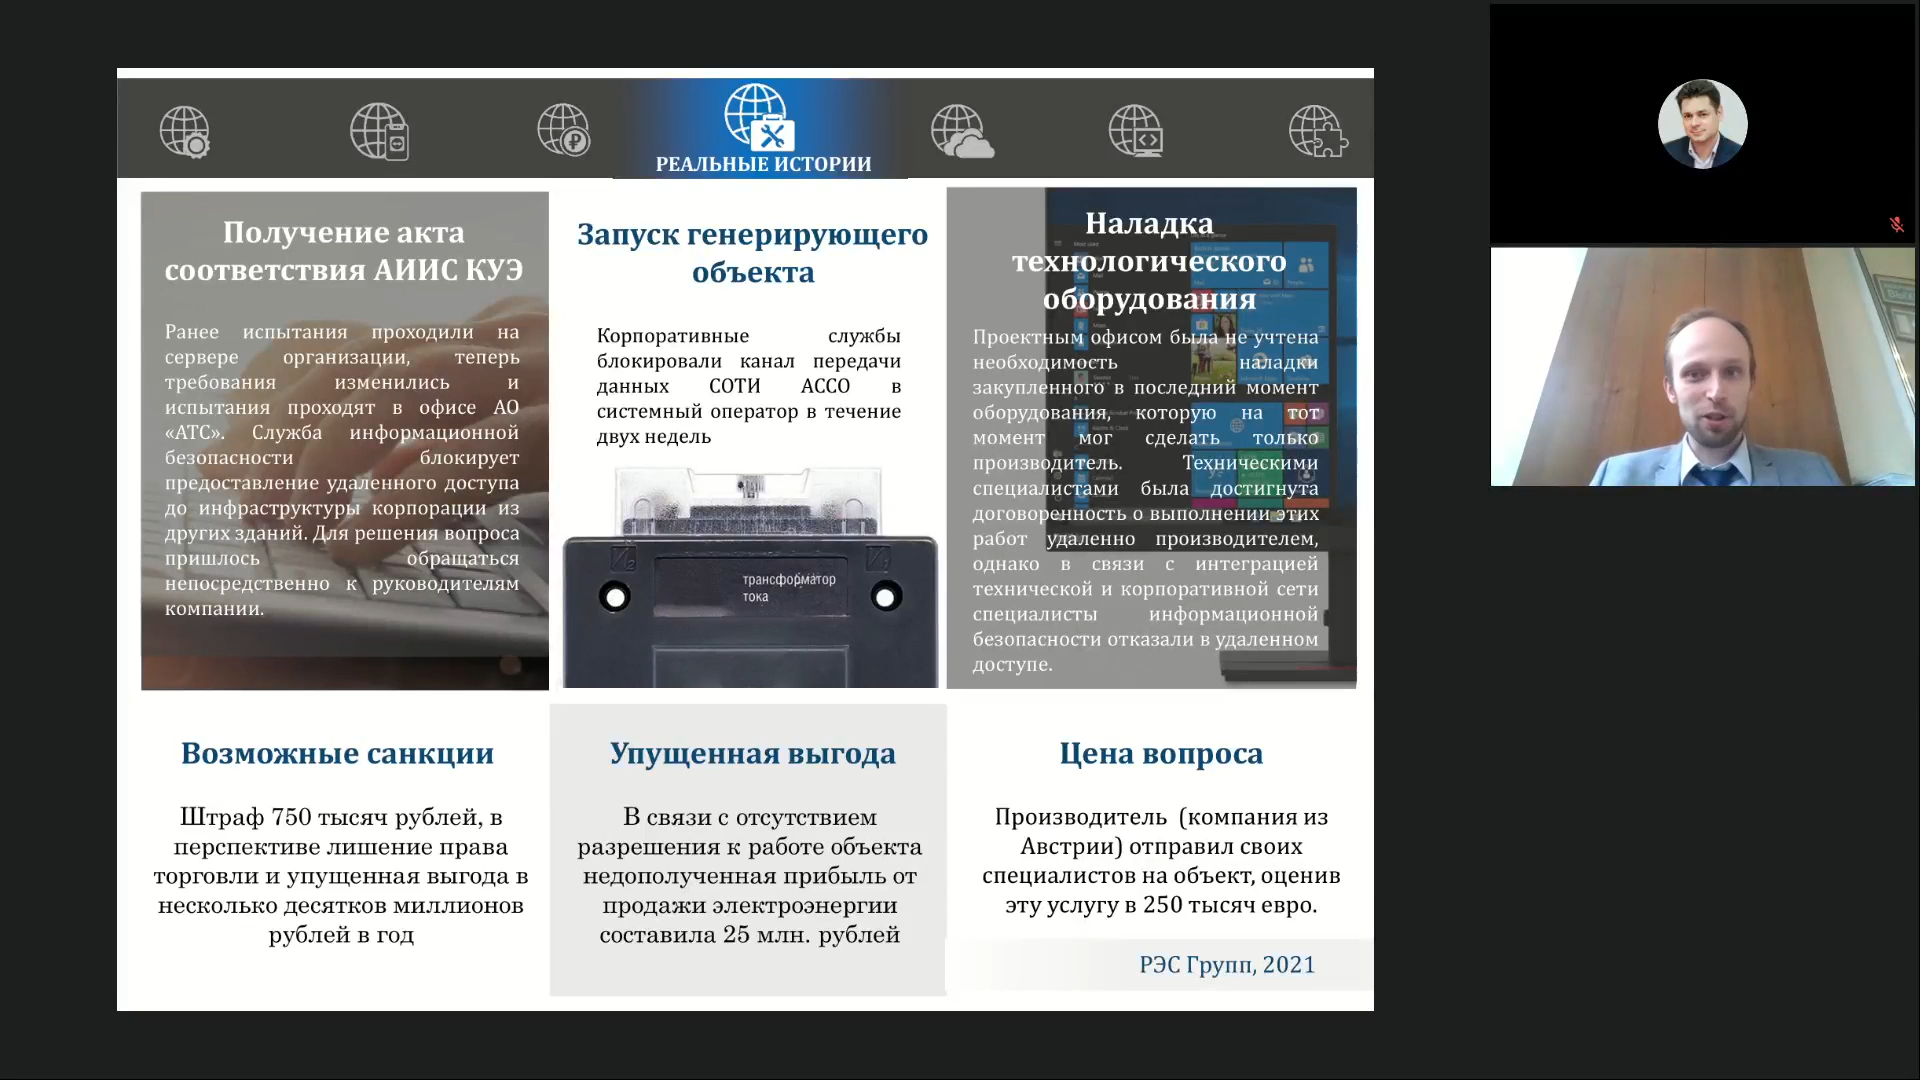 РЕАЛЬНЫЕ ИСТОРИИ
Получение акта
соответствия АИИС КУЭ
Ранее испытания проходили на
сервере организации, теперь
требования изменились и
испытания проходят в офисе АО
«АТС». Служба информационной
безопасности блокирует
предоставление удаленного доступа
до инфраструктуры корпорации из
других зданий. Для решения вопроса
пришлось обращаться
непосредственно к руководителям
компании.
Запуск генерирующего
объекта
Корпоративные службы
блокировали канал передачи
данных СОТИ АССО в
системный оператор в течение
двух недель
трансформатор
тока
Наладка
технологического
оборудования
Проектным офисом была не учтена
необходимость наладки
закупленного в последний момент
оборудования, которую на тот
момент мог сделать только
производитель. Техническими
специалистами была достигнута
договоренность о выполнении этих
работ удаленно производителем,
однако в связи с интеграцией
технической и корпоративной сети
специалисты информационной
безопасности отказали в удаленном
доступе.
Возможные санкции
Штраф 750 тысяч рублей, в
перспективе лишение права
торговли и упущенная выгода в
несколько десятков миллионов
рублей в год
Упущенная выгода
В связи с отсутствием
разрешения к работе объекта
недополученная прибыль от
продажи электроэнергии
составила 25 млн. рублей
Цена вопроса
Производитель (компания из
Австрии) отправил своих
специалистов на объект, оценив
эту услугу в 250 тысяч евро.
РЭС Групп, 2021